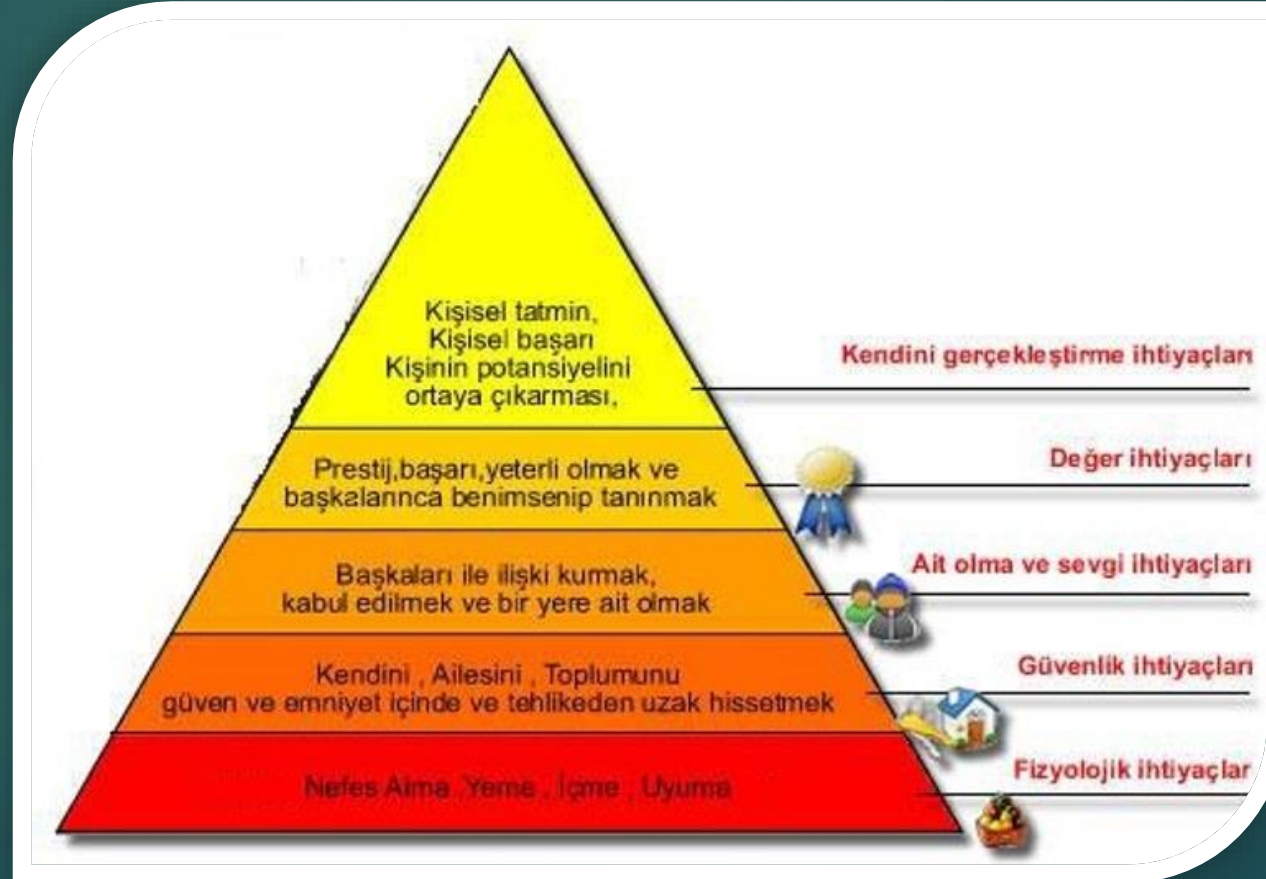 Kişisel tatmin,
Kişisel başarı
Kişinin potansiyelini
ortaya çıkarması,
Kendini gerçekleştirme ihtiyaçları
Prestij,başarı,yeterli olmak ve
başkalarınca benimsenip tanınmak
Değer ihtiyaçları
Başkaları ile ilişki kurmak,
kabul edilmek ve bir yere ait olmak
Ait olma ve sevgi ihtiyaçları
Kendini , Ailesini , Toplumunu
güven ve emniyet içinde ve tehlikeden uzak hissetmek
Güvenlik ihtiyaçları
Nefes Alma ,Yeme , İçme , Uyuma
Fizyolojik ihtiyaçlar